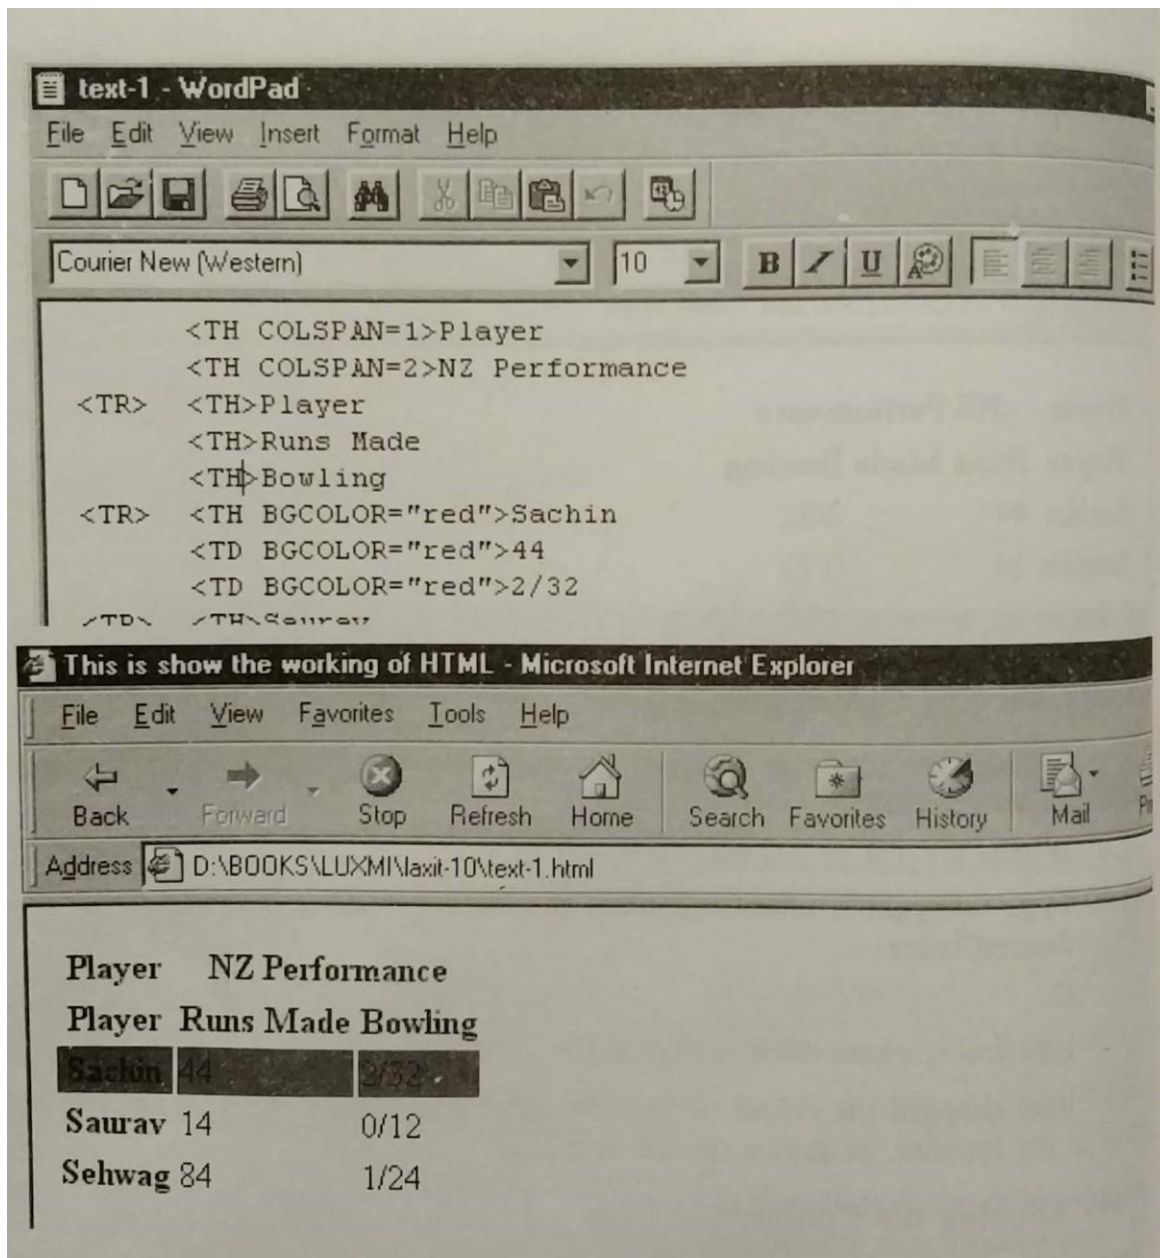 text-1 - WordPad
File Edit View Insert Format Help
Courier New (Western) 10 B I U
<TH COLSPAN=1>Player
<TH COLSPAN=2>NZ Performance
<TR> <TH>Player
<TH>Runs Made
<TH>Bowling
<TR> <TH BGCOLOR="red">Sachin
<TD BGCOLOR="red">44
<TD BGCOLOR="red">2/32
This is show the working of HTML - Microsoft Internet Explorer
File Edit View Favorites Tools Help
Back Forward Stop Refresh Home Search Favorites History Mail
Address D:\BOOKS\LUXMI\laxit-10\text-1.html
Player NZ Performance
Player Runs Made Bowling
Sachin 44 2/32
Saurav 14 0/12
Sehwag 84 1/24